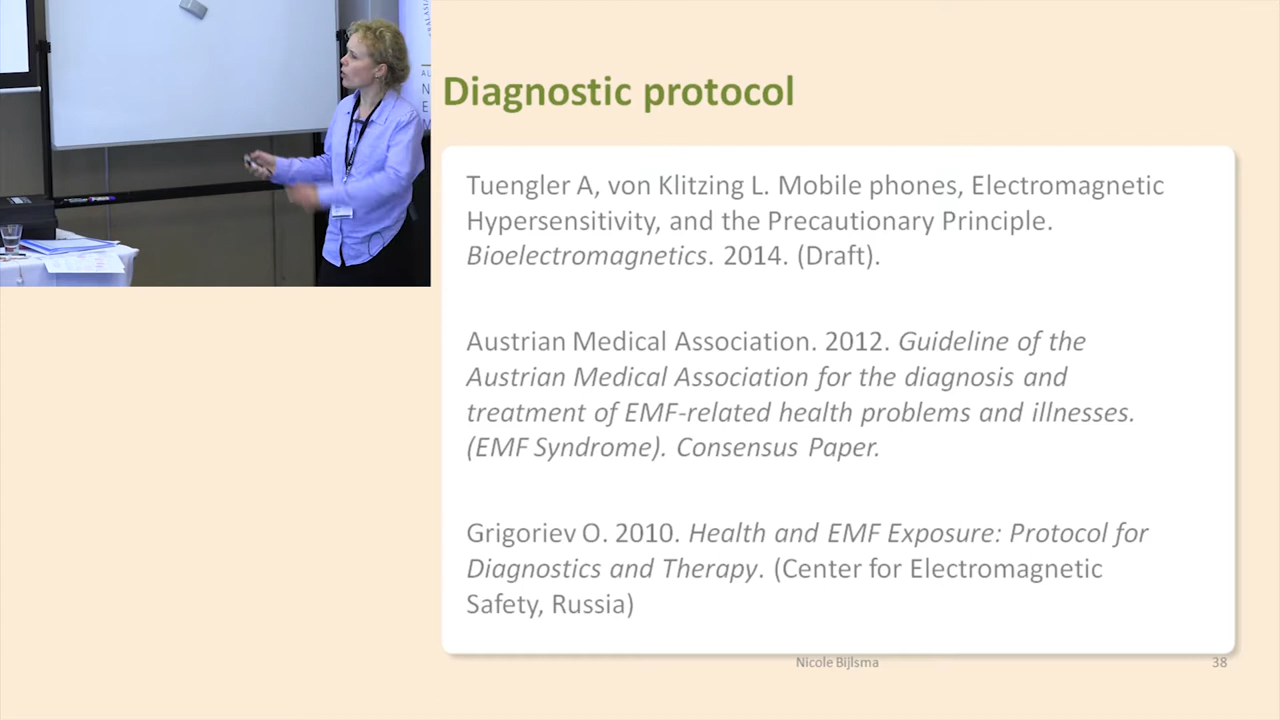 Diagnostic protocol
Tuengler A, von Klitzing L. Mobile phones, Electromagnetic
Hypersensitivity, and the Precautionary Principle.
Bioelectromagnetics. 2014. (Draft).
Austrian Medical Association. 2012. Guideline of the
Austrian Medical Association for the diagnosis and
treatment of EMF-related health problems and illnesses.
(EMF Syndrome). Consensus Paper.
Grigoriev O. 2010. Health and EMF Exposure: Protocol for
Diagnostics and Therapy. (Center for Electromagnetic
Safety, Russia)
Nicole Bijlsma
38